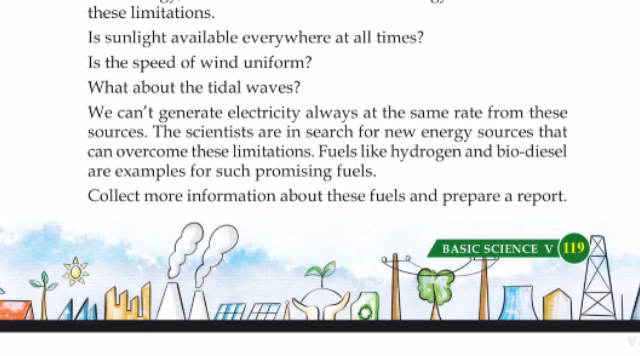 these limitations.
Is sunlight available everywhere at all times?
Is the speed of wind uniform?
What about the tidal waves?
We can't generate electricity always at the same rate from these
sources. The scientists are in search for new energy sources that
can overcome these limitations. Fuels like hydrogen and bio-diesel
are examples for such promising fuels.
Collect more information about these fuels and prepare a report.
BASIC SCIENCE V 119